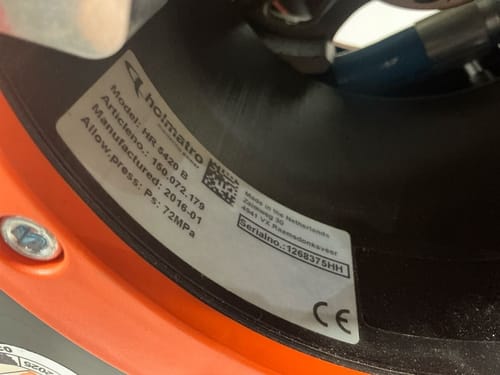 holmatro
Model: HR 5420 B
Articleno.: 150.072.179
Manufactured: 2016-01
Allow.press: Ps: 72MPa
Made in the Netherlands
Zalmweg 30
4941 VX Raamsdonksveer
Serialno.: 1268375HH
CE